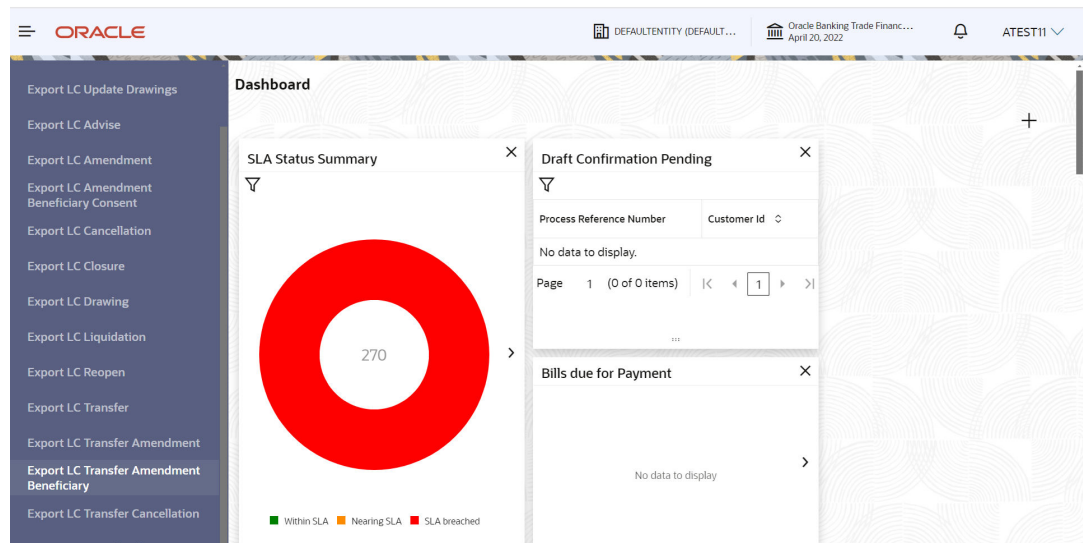 ORACLE
DEFAULTENTITY (DEFAULT...
Oracle Banking Trade Financ...
April 20, 2022
ATEST11
Export LC Update Drawings
Export LC Advise
Export LC Amendment
Export LC Amendment
Beneficiary Consent
Export LC Cancellation
Export LC Closure
Export LC Drawing
Export LC Liquidation
Export LC Reopen
Export LC Transfer
Export LC Transfer Amendment
Export LC Transfer Amendment
Beneficiary
Export LC Transfer Cancellation
Dashboard
SLA Status Summary
270
Within SLA Nearing SLA SLA breached
Draft Confirmation Pending
Process Reference Number Customer Id
No data to display.
Page 1 (0 of 0 items) 1
Bills due for Payment
No data to display